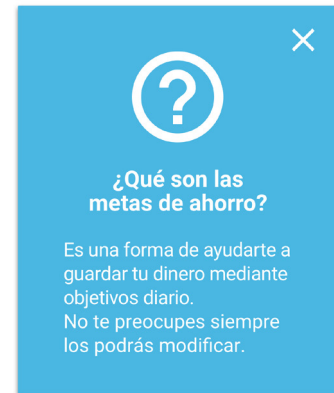 ?
¿Qué son las
metas de ahorro?
Es una forma de ayudarte a
guardar tu dinero mediante
objetivos diario.
No te preocupes siempre
los podrás modificar.